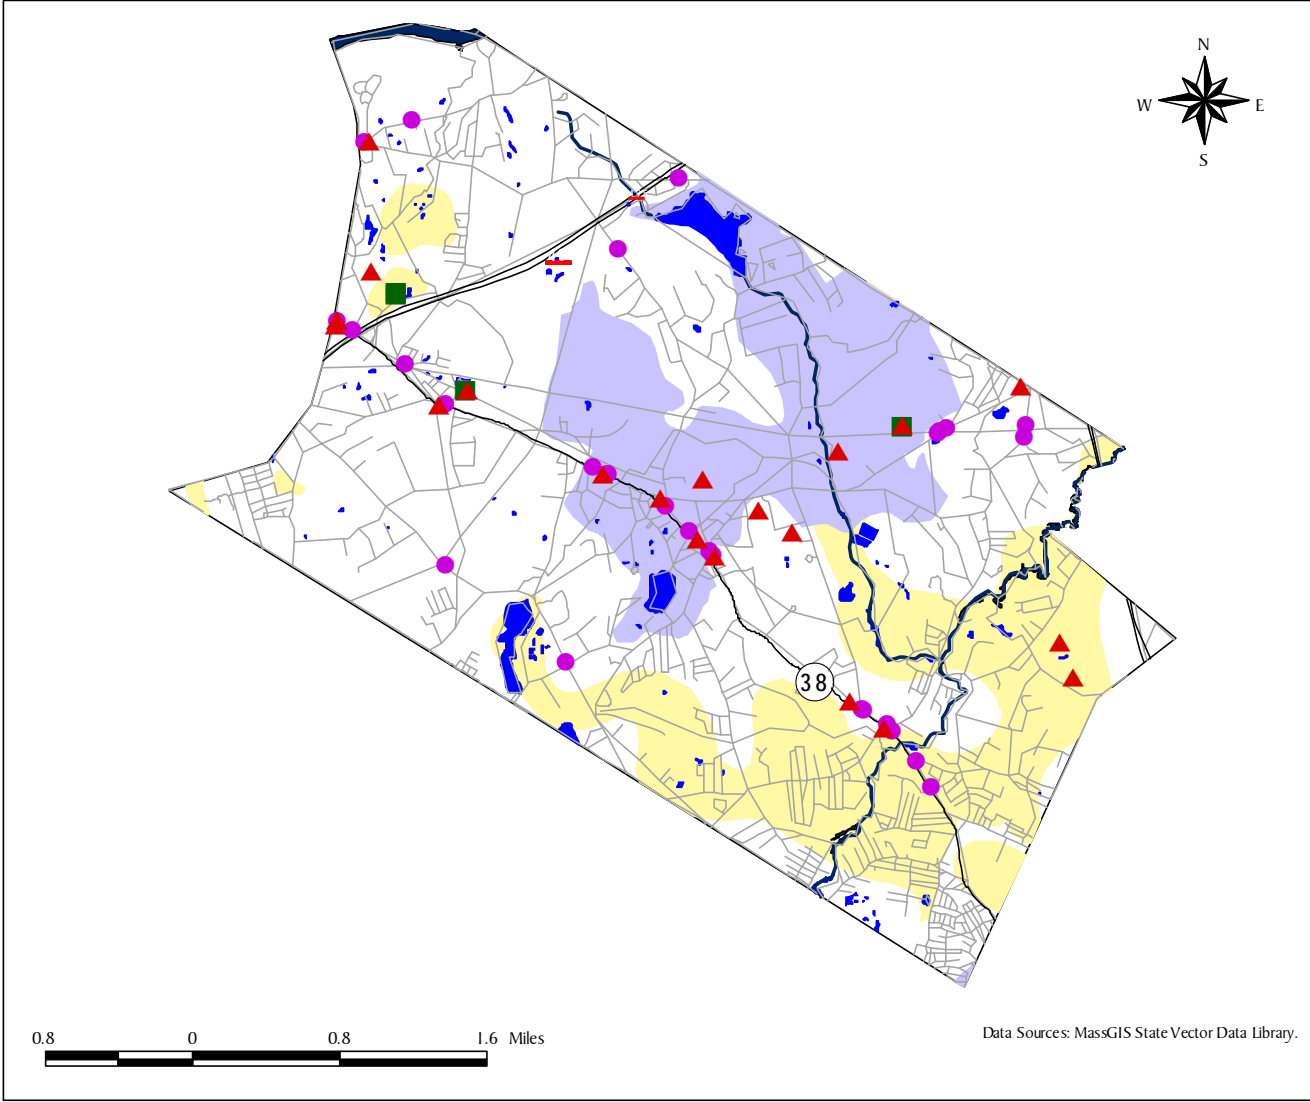 N
W E
S
38
0.8 0 0.8 1.6 Miles
Data Sources: MassGIS State Vector Data Library.